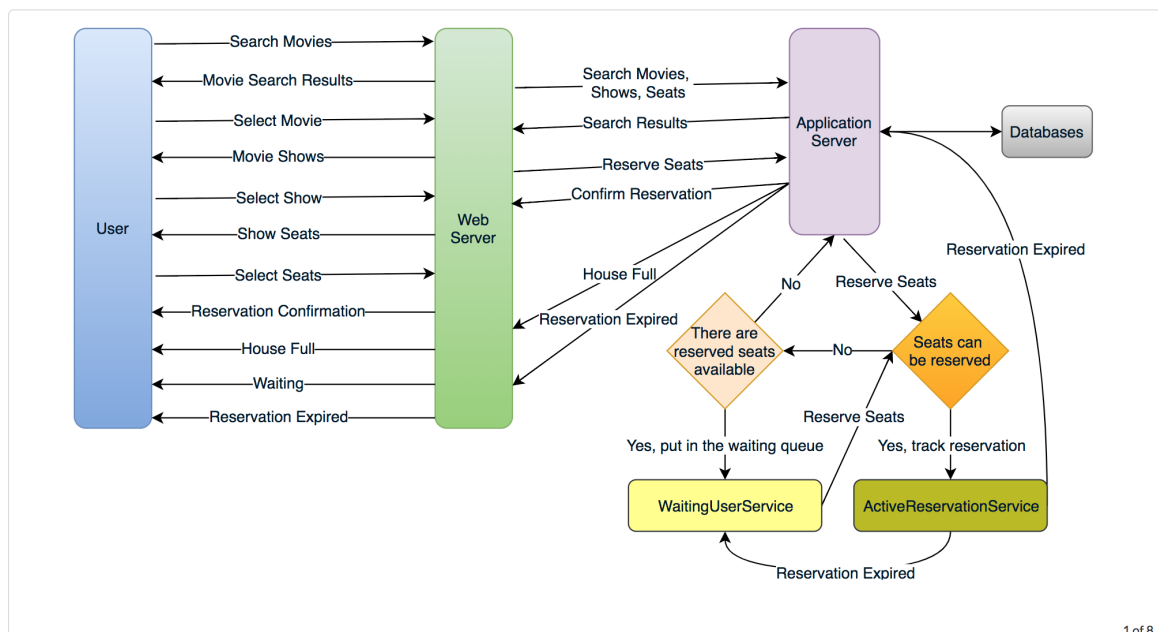 Search Movies
Movie Search Results
Select Movie
Movie Shows
Select Show
Show Seats
Select Seats
Reservation Confirmation
House Full
Waiting
Reservation Expired
User
Web
Server
Search Movies,
Shows, Seats
Search Results
Reserve Seats
Confirm Reservation
House Full
Reservation Expired
Application
Server
Databases
Reservation Expired
No
Reserve Seats
There are
reserved seats
available
No
Seats can
be reserved
Reserve Seats
Yes, put in the waiting queue
Yes, track reservation
WaitingUserService
ActiveReservationService
Reservation Expired
1 of 8